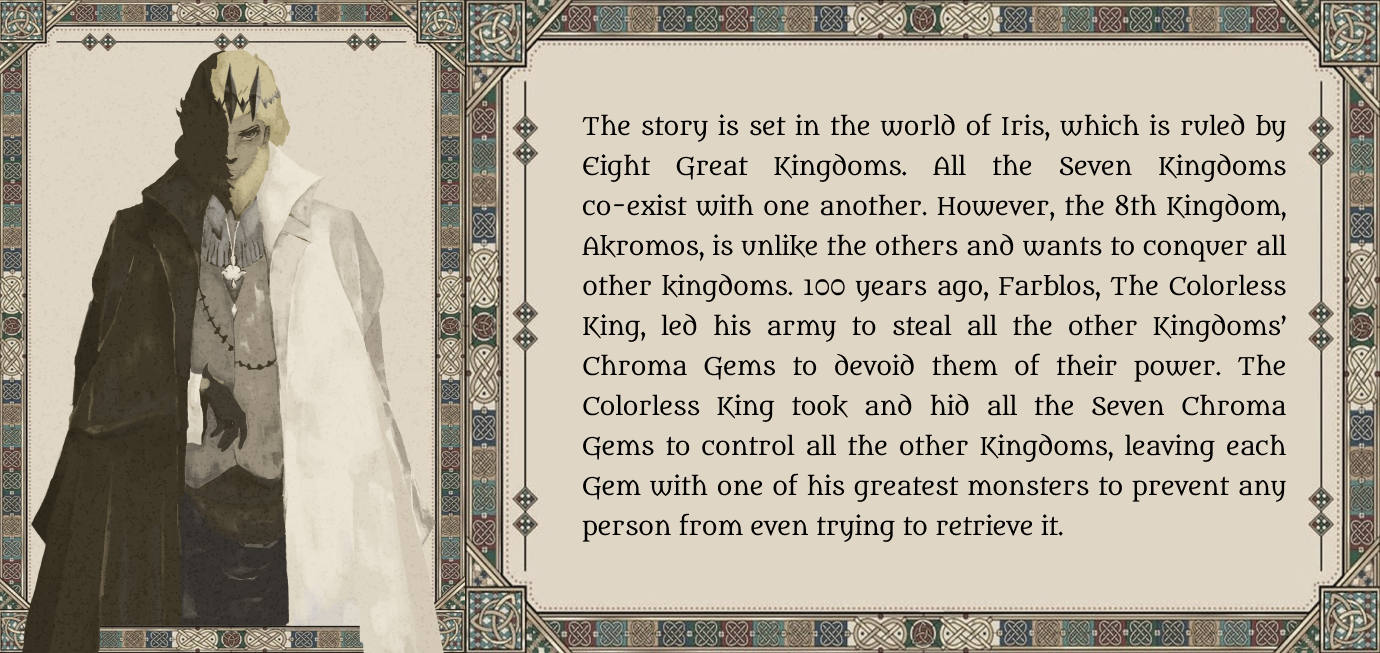 The story is set in the world of Iris, which is ruled by
Eight Great Kingdoms. All the Seven Kingdoms
co-exist with one another. However, the 8th Kingdom,
Akromos, is unlike the others and wants to conquer all
other kingdoms. 100 years ago, Farblos, The Colorless
King, led his army to steal all the other Kingdoms’
Chroma Gems to devoid them of their power. The
Colorless King took and hid all the Seven Chroma
Gems to control all the other Kingdoms, leaving each
Gem with one of his greatest monsters to prevent any
person from even trying to retrieve it.